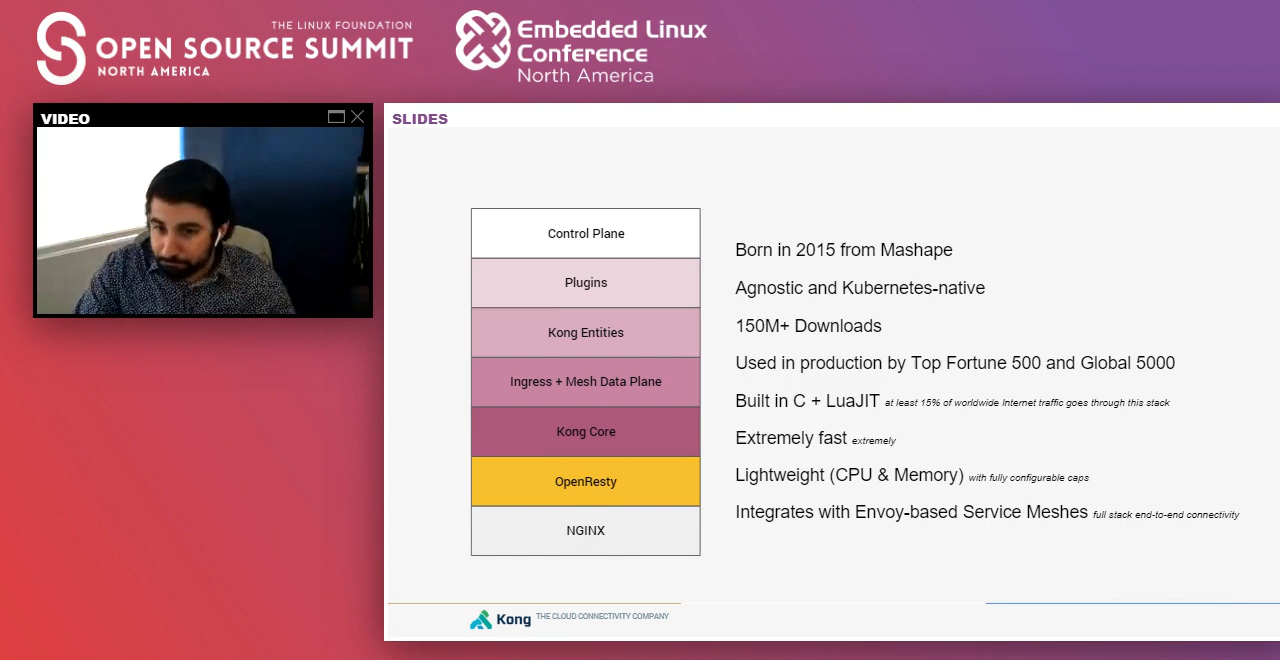 THE LINUX FOUNDATION
OPEN SOURCE SUMMIT
NORTH AMERICA
Embedded Linux
Conference
North America
VIDEO
SLIDES
Control Plane
Plugins
Kong Entities
Ingress + Mesh Data Plane
Kong Core
OpenResty
NGINX
Born in 2015 from Mashape
Agnostic and Kubernetes-native
150M+ Downloads
Used in production by Top Fortune 500 and Global 5000
Built in C + LuaJIT at least 15% of worldwide Internet traffic goes through this stack
Extremely fast extremely
Lightweight (CPU & Memory) with fully configurable caps
Integrates with Envoy-based Service Meshes full stack end-to-end connectivity
Kong THE CLOUD CONNECTIVITY COMPANY